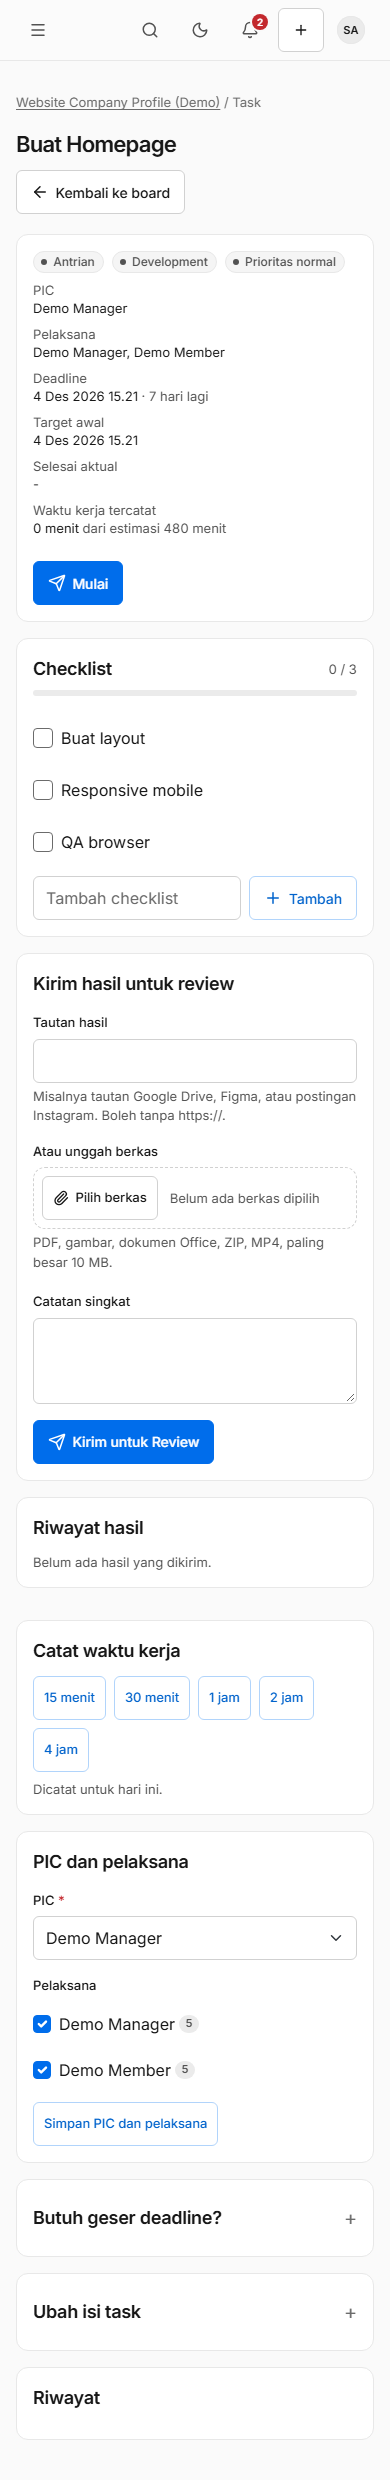 2
SA
Website Company Profile (Demo) / Task
Buat Homepage
Kembali ke board
Antrian
Development
Prioritas normal
PIC
Demo Manager
Pelaksana
Demo Manager, Demo Member
Deadline
4 Des 2026 15.21 · 7 hari lagi
Target awal
4 Des 2026 15.21
Selesai aktual
-
Waktu kerja tercatat
0 menit dari estimasi 480 menit
Mulai
Checklist
0 / 3
Buat layout
Responsive mobile
QA browser
Tambah checklist
Tambah
Kirim hasil untuk review
Tautan hasil
Misalnya tautan Google Drive, Figma, atau postingan
Instagram. Boleh tanpa https://.
Atau unggah berkas
Pilih berkas
Belum ada berkas dipilih
PDF, gambar, dokumen Office, ZIP, MP4, paling
besar 10 MB.
Catatan singkat
Kirim untuk Review
Riwayat hasil
Belum ada hasil yang dikirim.
Catat waktu kerja
15 menit
30 menit
1 jam
2 jam
4 jam
Dicatat untuk hari ini.
PIC dan pelaksana
PIC *
Demo Manager
Pelaksana
Demo Manager 5
Demo Member 5
Simpan PIC dan pelaksana
Butuh geser deadline?
Ubah isi task
Riwayat